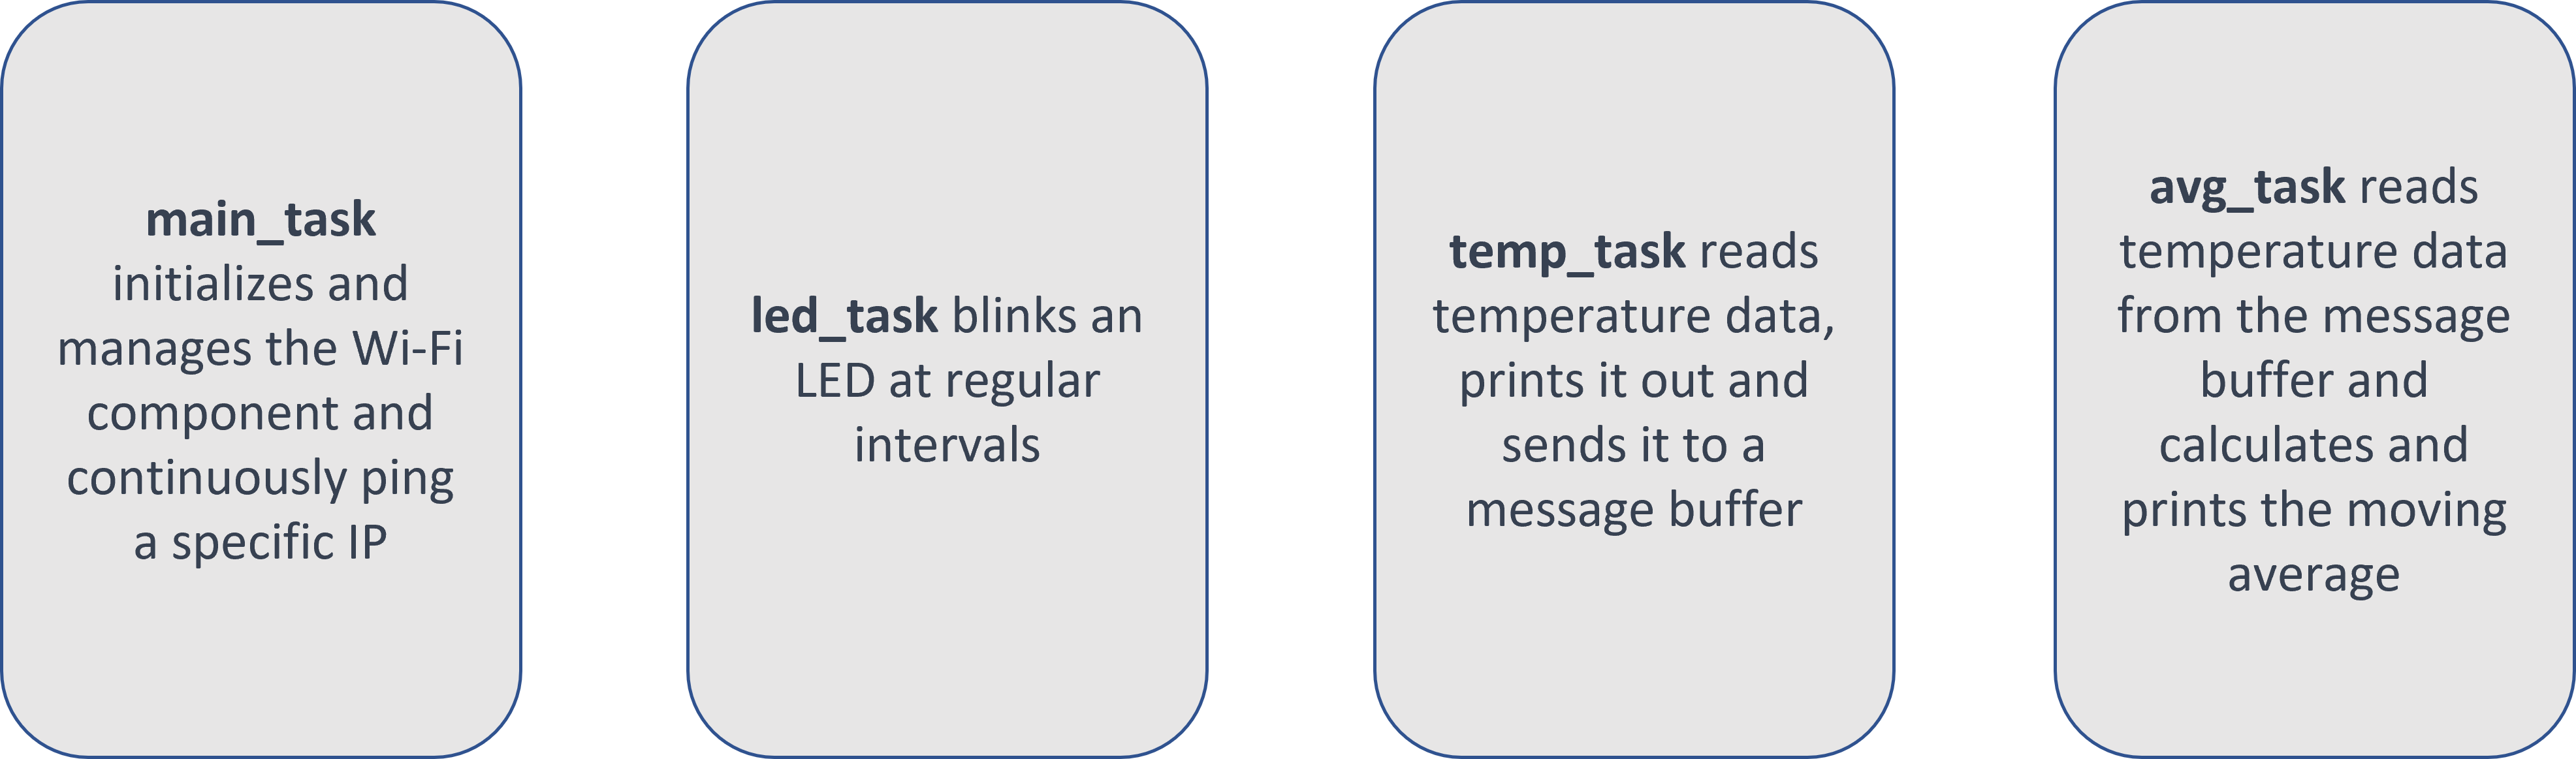 main_task
initializes and
manages the Wi-Fi
component and
continuously ping
a specific IP
led_task blinks an
LED at regular
intervals
temp_task reads
temperature data,
prints it out and
sends it to a
message buffer
avg_task reads
temperature data
from the message
buffer and
calculates and
prints the moving
average